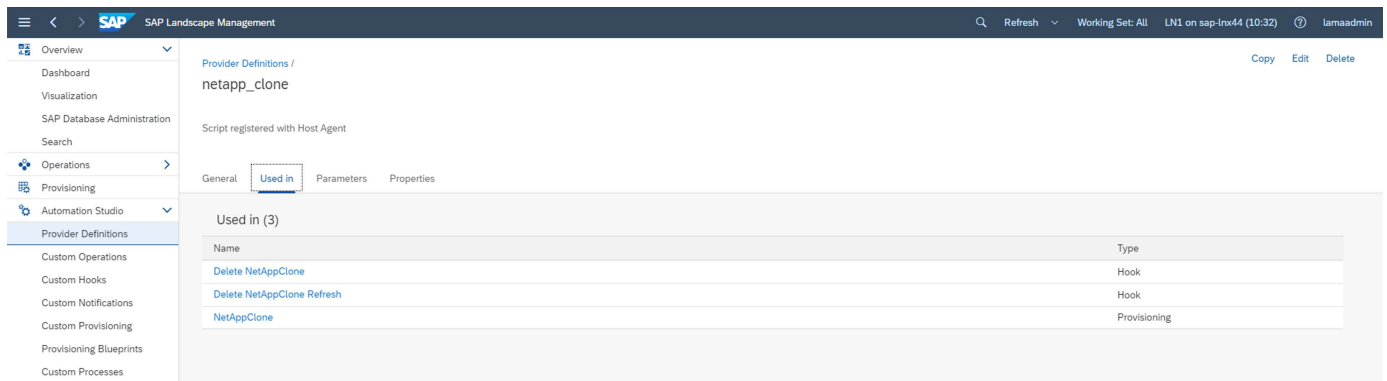 SAP SAP Landscape Management Refresh Working Set: All LN1 on sap-lnx44 (10:32) lamaadmin
Overview
Dashboard
Visualization
SAP Database Administration
Search
Operations
Provisioning
Automation Studio
Provider Definitions
Custom Operations
Custom Hooks
Custom Notifications
Custom Provisioning
Provisioning Blueprints
Custom Processes
Provider Definitions /
Copy Edit Delete
netapp_clone
Script registered with Host Agent
General Used in Parameters Properties
Used in (3)
Name Type
Delete NetAppClone Hook
Delete NetAppClone Refresh Hook
NetAppClone Provisioning